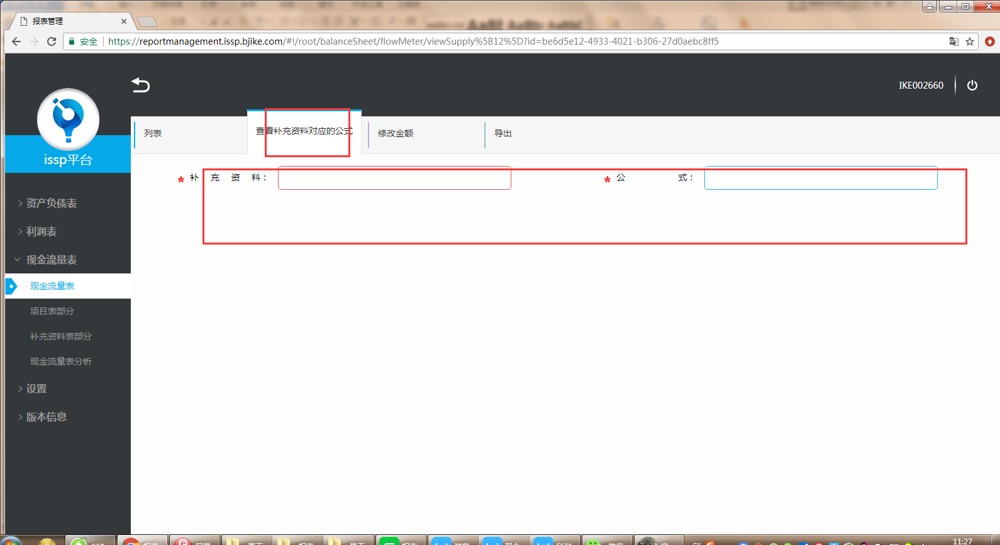 报表管理
安全
https://reportmanagement.issp.bjike.com/#!/root/balanceSheet/flowMeter/viewSupply%5B12%5D?id=be6d5e12-4933-4021-b306-27d0aebc8ff5
IKE002660
issp平台
列表
查看补充资料对应的公式
修改金额
导出
* 补充资料：
* 公式：
资产负债表
利润表
现金流量表
现金流量表
项目表部分
补充资料表部分
现金流量表分析
设置
版本信息
11:27